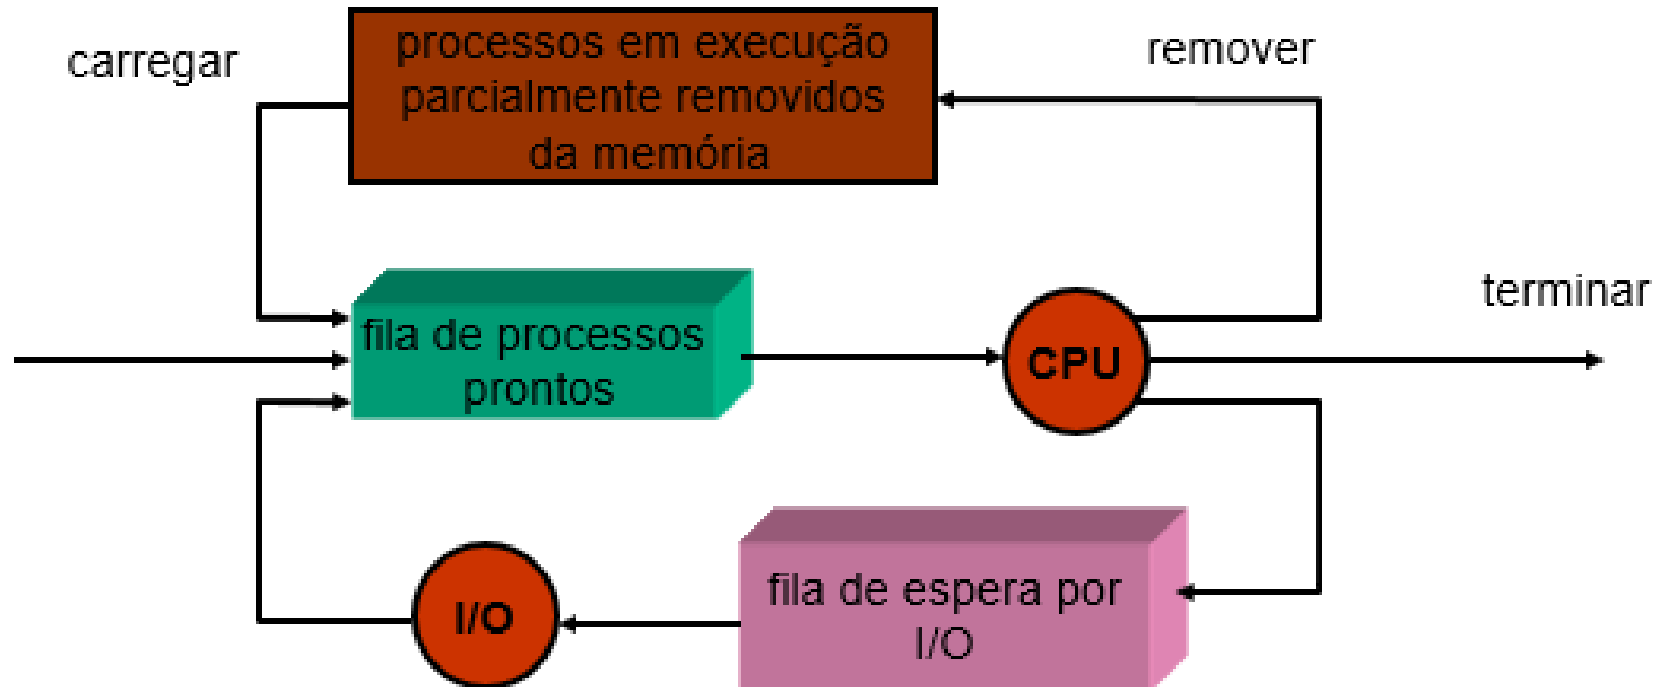 carregar
processos em execução
parcialmente removidos
da memória
remover
fila de processos
prontos
CPU
terminar
I/O
fila de espera por
I/O